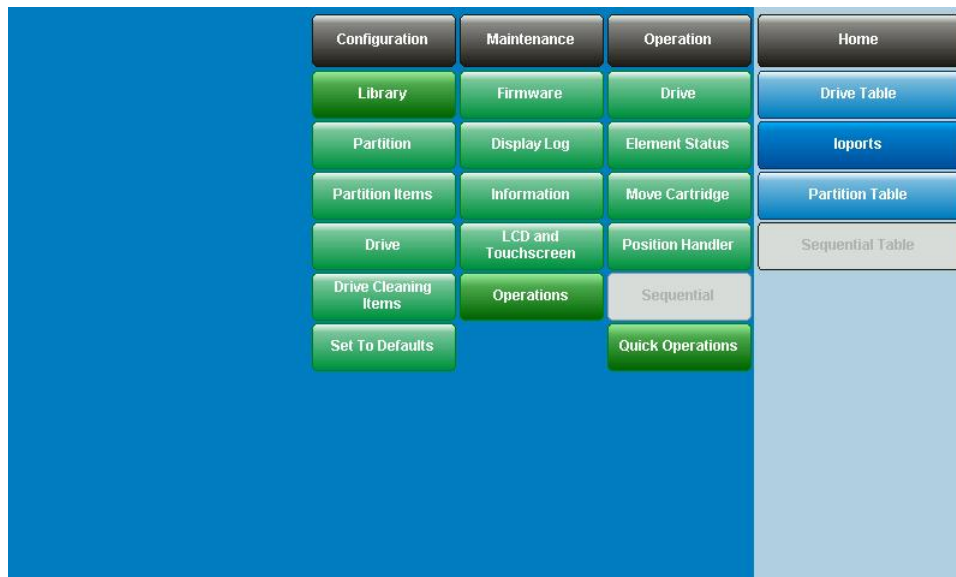 Configuration
Maintenance
Operation
Home
Library
Firmware
Drive
Drive Table
Partition
Display Log
Element Status
Ioports
Partition Items
Information
Move Cartridge
Partition Table
Drive
LCD and
Touchscreen
Position Handler
Sequential Table
Drive Cleaning
Items
Operations
Sequential
Set To Defaults
Quick Operations